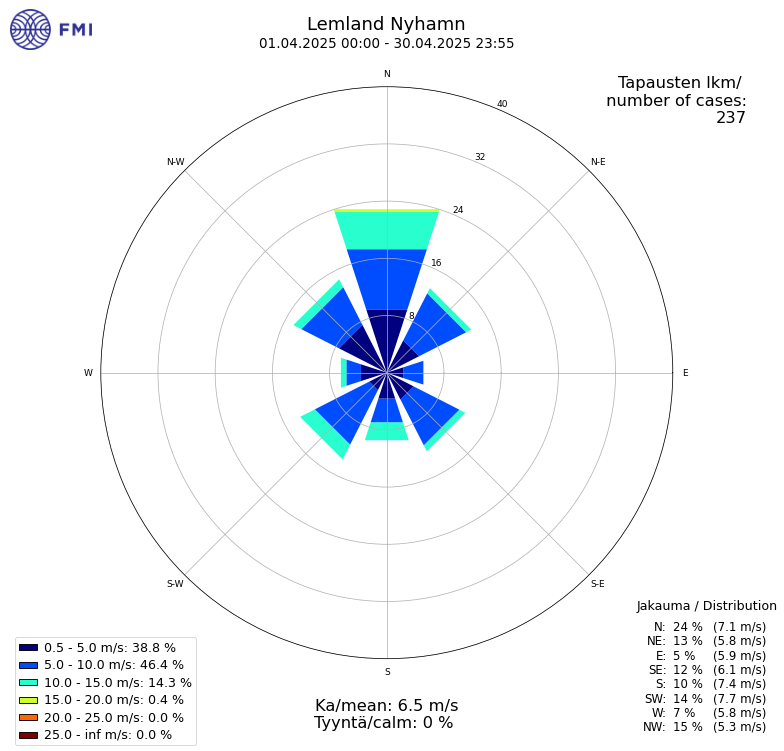 FMI
Lemland Nyhamn
01.04.2025 00:00 - 30.04.2025 23:55
Tapausten lkm/
number of cases:
237
N
40
N-W
N-E
32
24
16
8
W
E
S-W
S-E
S
0.5 - 5.0 m/s: 38.8 %
5.0 - 10.0 m/s: 46.4 %
10.0 - 15.0 m/s: 14.3 %
15.0 - 20.0 m/s: 0.4 %
20.0 - 25.0 m/s: 0.0 %
25.0 - inf m/s: 0.0 %
Ka/mean: 6.5 m/s
Tyyntä/calm: 0 %
Jakauma / Distribution
N: 24 % (7.1 m/s)
NE: 13 % (5.8 m/s)
E: 5 % (5.9 m/s)
SE: 12 % (6.1 m/s)
S: 10 % (7.4 m/s)
SW: 14 % (7.7 m/s)
W: 7 % (5.8 m/s)
NW: 15 % (5.3 m/s)